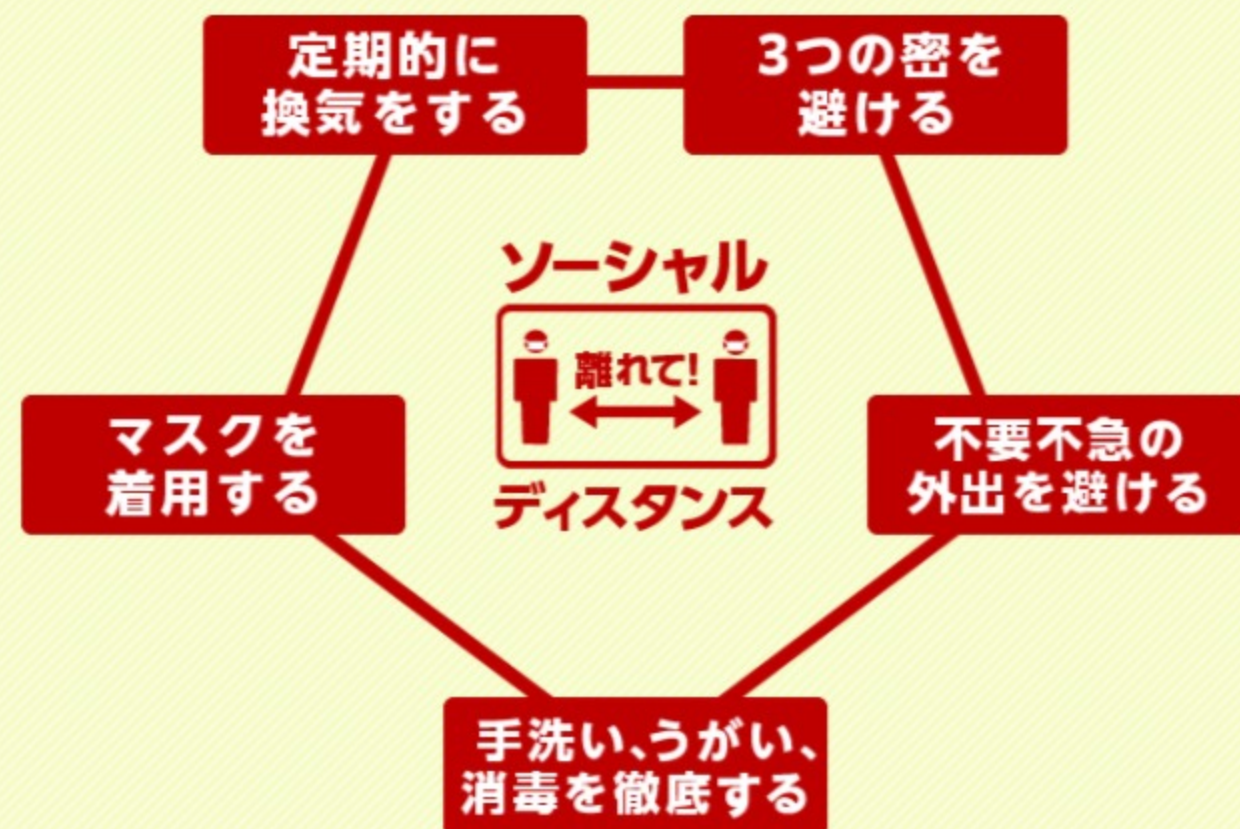 定期的に
換気をする
3つの密を
避ける
ソーシャル
離れて!
ディスタンス
マスクを
着用する
不要不急の
外出を避ける
手洗い、うがい、
消毒を徹底する